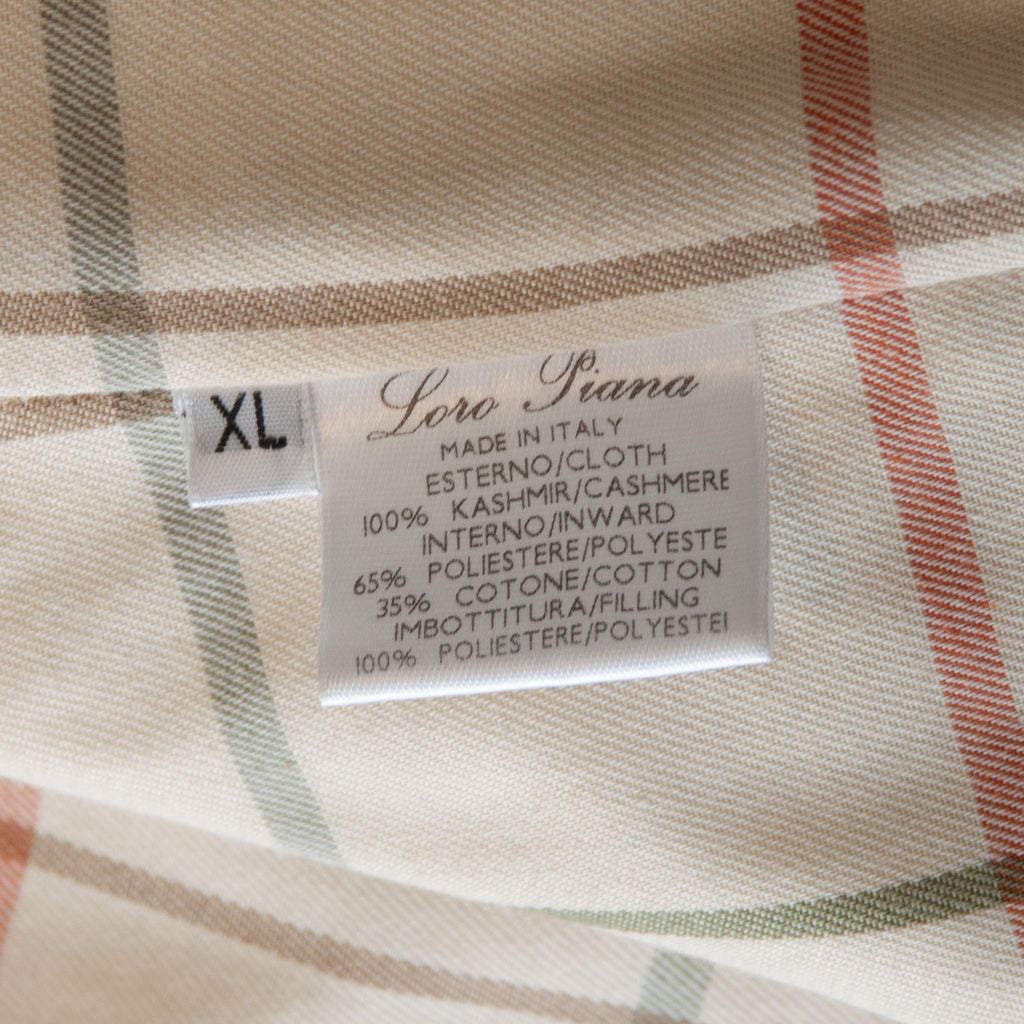 XL
Loro Piana
MADE IN ITALY
ESTERNO/CLOTH
100% KASHMIR/CASHMERE
INTERNO/INWARD
65% POLIESTERE/POLYESTE
35% COTONE/COTTON
IMBOTTITURA/FILLING
100% POLIESTERE/POLYESTE